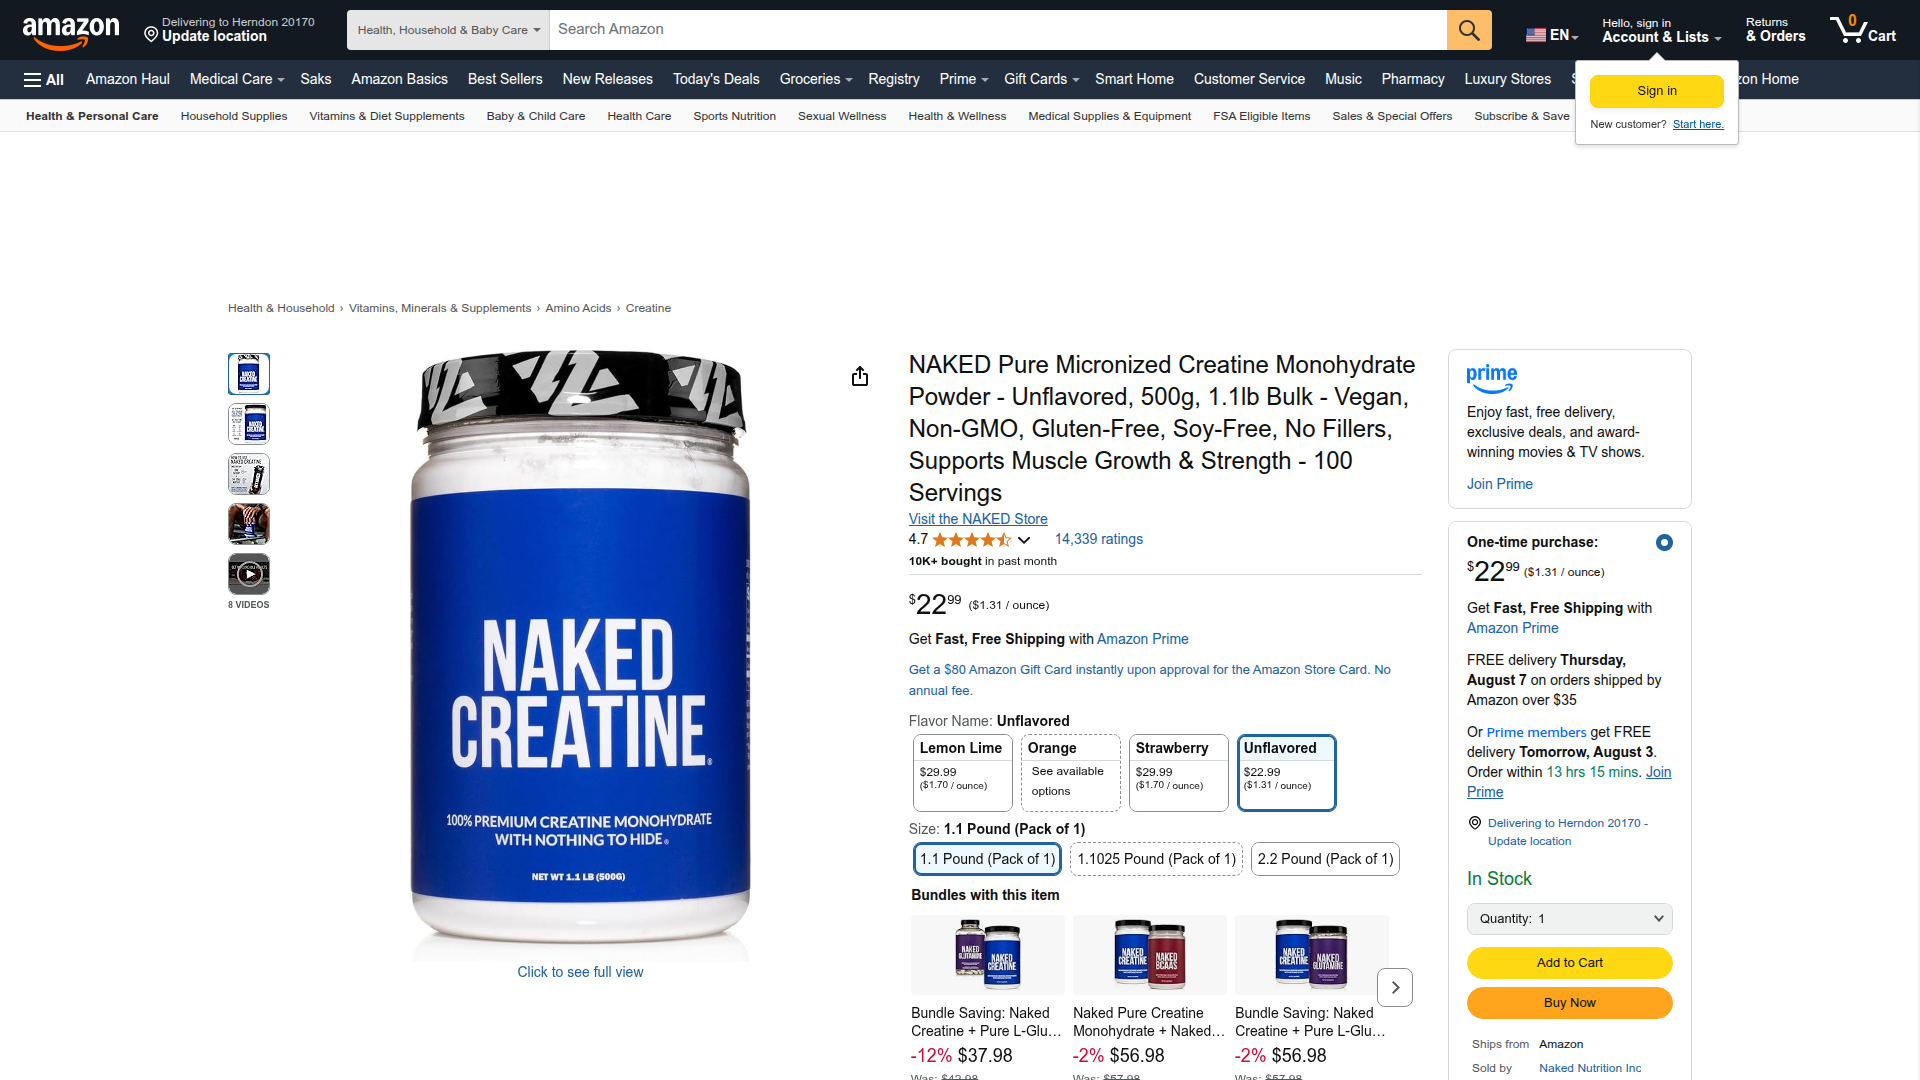 amazon
Delivering to Herndon 20170
Update location
Health, Household & Baby Care
Search Amazon
EN
Hello, sign in
Account & Lists
Returns
& Orders
0
Cart
All
Amazon Haul
Medical Care
Saks
Amazon Basics
Best Sellers
New Releases
Today's Deals
Groceries
Registry
Prime
Gift Cards
Smart Home
Customer Service
Music
Pharmacy
Luxury Stores
Home
Sign in
New customer? Start here.
Health & Personal Care
Household Supplies
Vitamins & Diet Supplements
Baby & Child Care
Health Care
Sports Nutrition
Sexual Wellness
Health & Wellness
Medical Supplies & Equipment
FSA Eligible Items
Sales & Special Offers
Subscribe & Save
Health & Household › Vitamins, Minerals & Supplements › Amino Acids › Creatine
8 VIDEOS
NAKED
CREATINE®
100% PREMIUM CREATINE MONOHYDRATE
WITH NOTHING TO HIDE®
NET WT 1.1 LB (500G)
Click to see full view
NAKED Pure Micronized Creatine Monohydrate
Powder - Unflavored, 500g, 1.1lb Bulk - Vegan,
Non-GMO, Gluten-Free, Soy-Free, No Fillers,
Supports Muscle Growth & Strength - 100
Servings
Visit the NAKED Store
4.7
14,339 ratings
10K+ bought in past month
$22.99 ($1.31 / ounce)
Get Fast, Free Shipping with Amazon Prime
Get a $80 Amazon Gift Card instantly upon approval for the Amazon Store Card. No
annual fee.
Flavor Name: Unflavored
Lemon Lime
$29.99
($1.70 / ounce)
Orange
See available
options
Strawberry
$29.99
($1.70 / ounce)
Unflavored
$22.99
($1.31 / ounce)
Size: 1.1 Pound (Pack of 1)
1.1 Pound (Pack of 1)
1.1025 Pound (Pack of 1)
2.2 Pound (Pack of 1)
Bundles with this item
NAKED
GLUTAMINE
NAKED
CREATINE
NAKED
CREATINE
NAKED
BCAAS
NAKED
CREATINE
NAKED
GLUTAMINE
Bundle Saving: Naked
Creatine + Pure L-Glu…
-12% $37.98
Was: $42.98
Naked Pure Creatine
Monohydrate + Naked…
-2% $56.98
Was: $57.98
Bundle Saving: Naked
Creatine + Pure L-Glu…
-2% $56.98
Was: $57.98
prime
Enjoy fast, free delivery,
exclusive deals, and award-
winning movies & TV shows.
Join Prime
One-time purchase:
$22.99 ($1.31 / ounce)
Get Fast, Free Shipping with
Amazon Prime
FREE delivery Thursday,
August 7 on orders shipped by
Amazon over $35
Or Prime members get FREE
delivery Tomorrow, August 3.
Order within 13 hrs 15 mins. Join
Prime
Delivering to Herndon 20170 -
Update location
In Stock
Quantity: 1
Add to Cart
Buy Now
Ships from Amazon
Sold by Naked Nutrition Inc